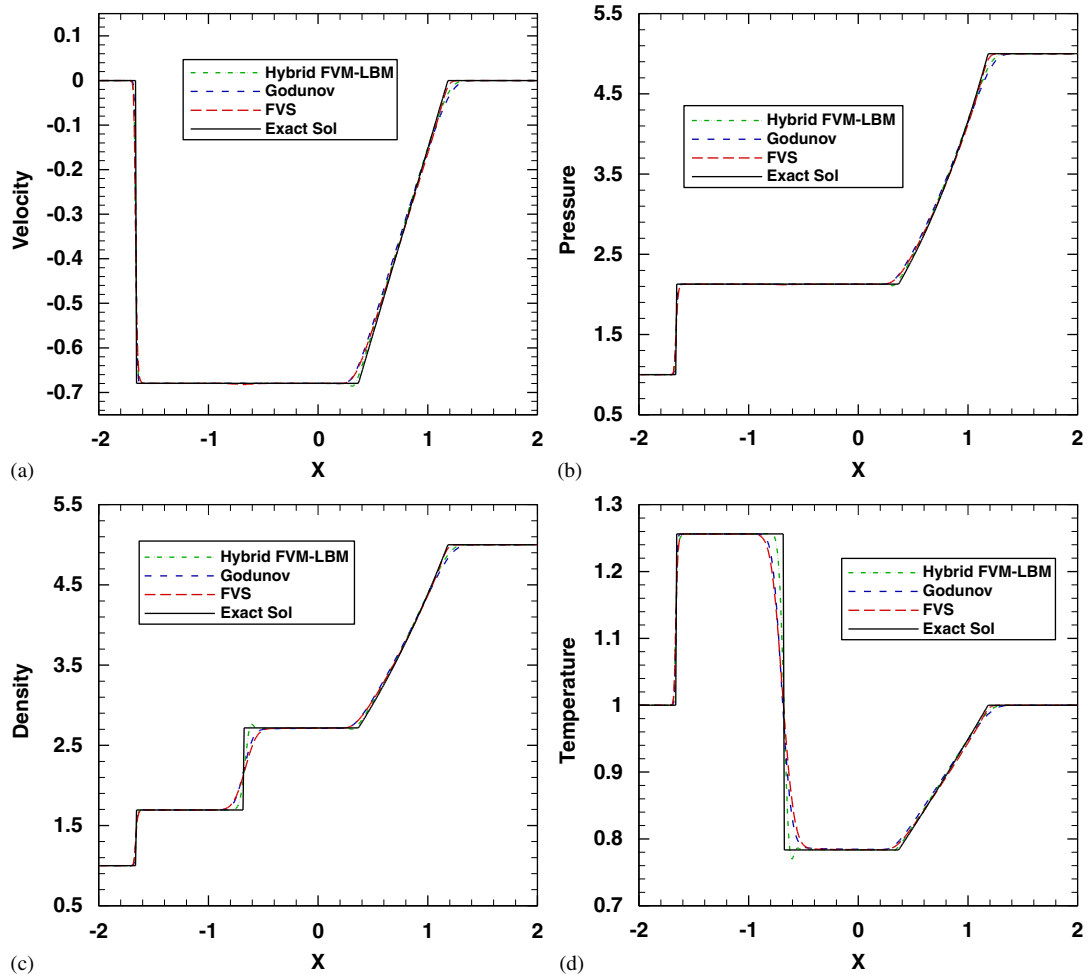 0.1
0
-0.1
-0.2
-0.3
-0.4
-0.5
-0.6
-0.7
Velocity
Hybrid FVM-LBM
Godunov
FVS
Exact Sol
-2 -1 0 1 2
X
(a)
5.5
4.5
3.5
2.5
1.5
0.5
Pressure
Hybrid FVM-LBM
Godunov
FVS
Exact Sol
-2 -1 0 1 2
X
(b)
5.5
4.5
3.5
2.5
1.5
0.5
Density
Hybrid FVM-LBM
Godunov
FVS
Exact Sol
-2 -1 0 1 2
X
(c)
1.3
1.2
1.1
1
0.9
0.8
0.7
Temperature
Hybrid FVM-LBM
Godunov
FVS
Exact Sol
-2 -1 0 1 2
X
(d)